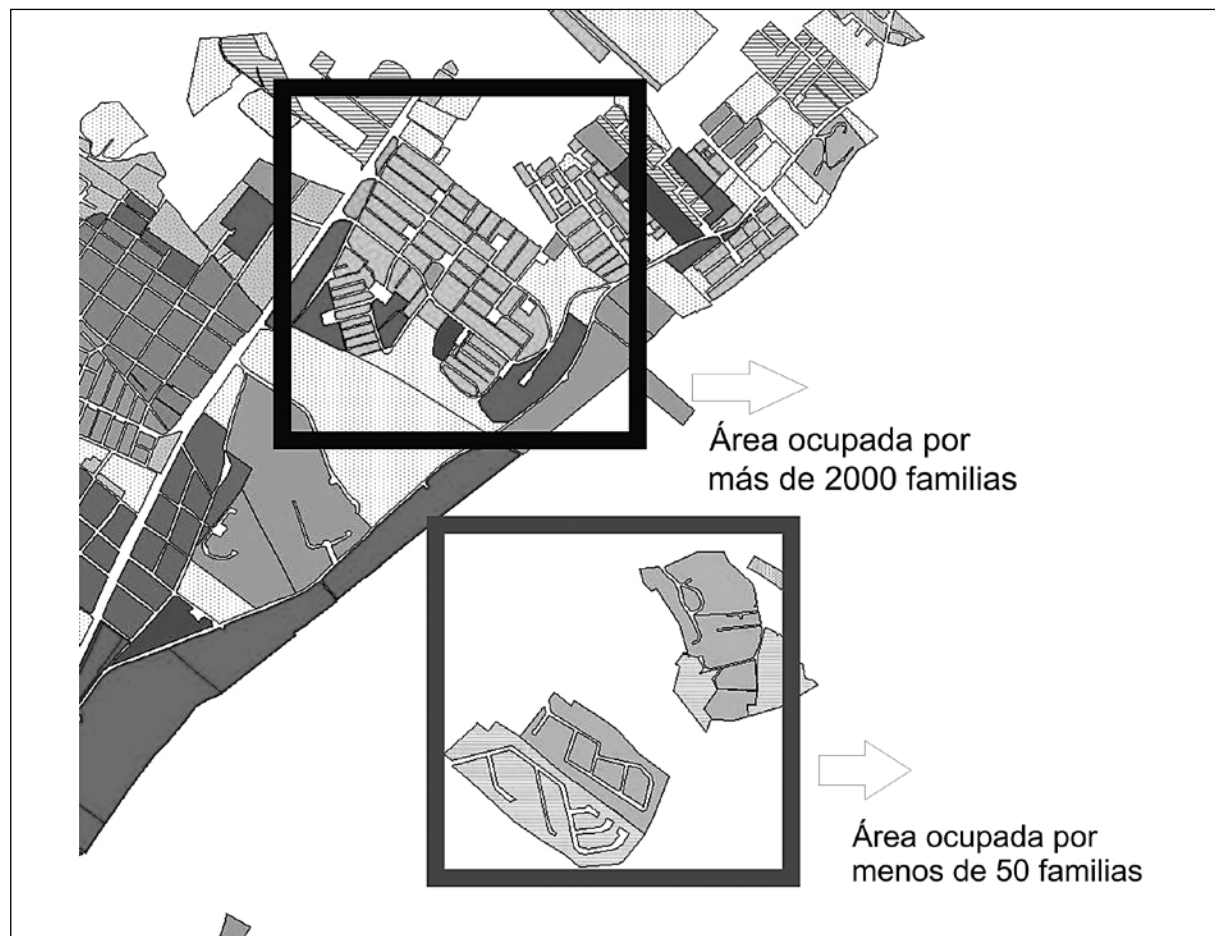 Área ocupada por
más de 2000 familias
Área ocupada por
menos de 50 familias